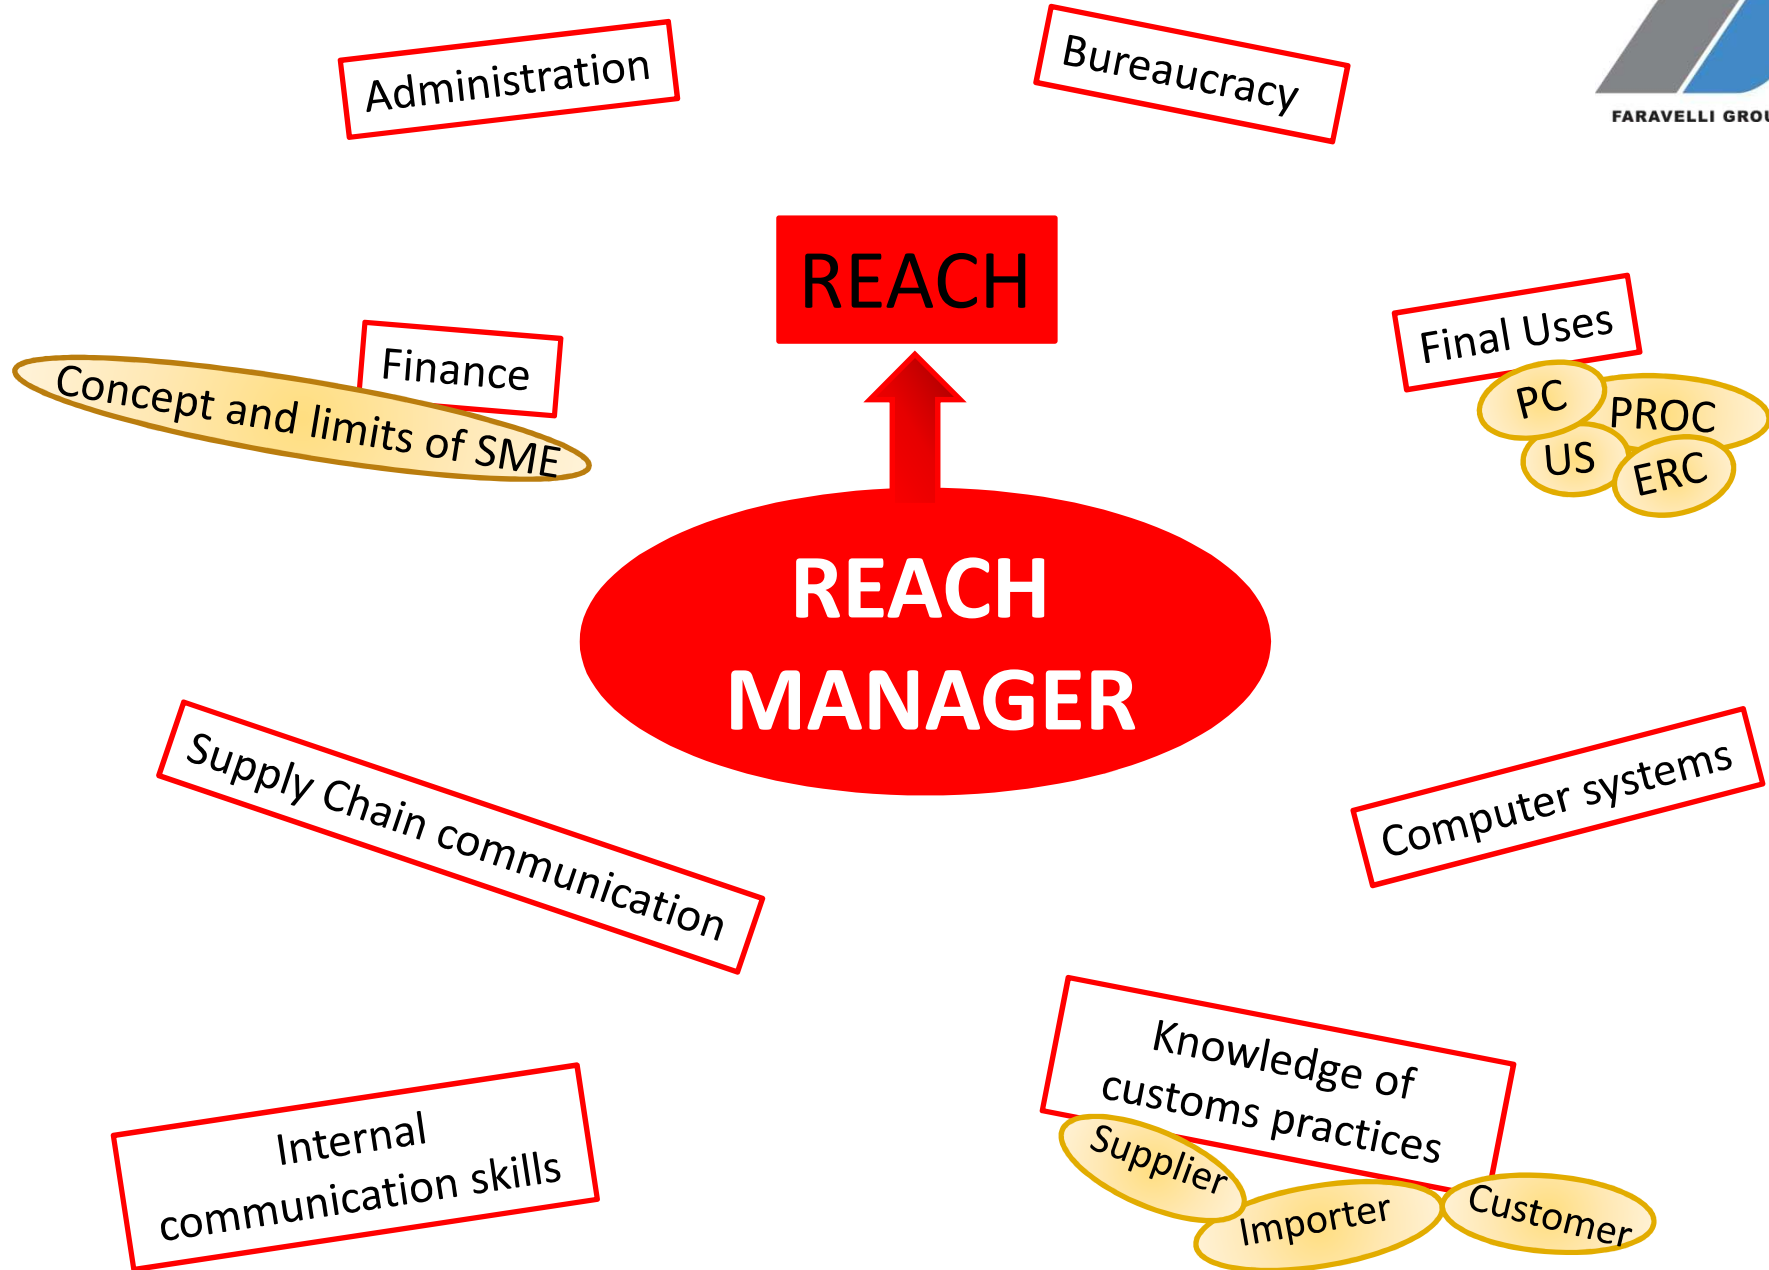 Administration
Bureaucracy
FARAVELLI GROU
REACH
Finance
Concept and limits of SME
Final Uses
PC
PROC
US
ERC
REACH
MANAGER
Supply Chain communication
Computer systems
Internal
communication skills
Knowledge of
customs practices
Supplier
Importer
Customer